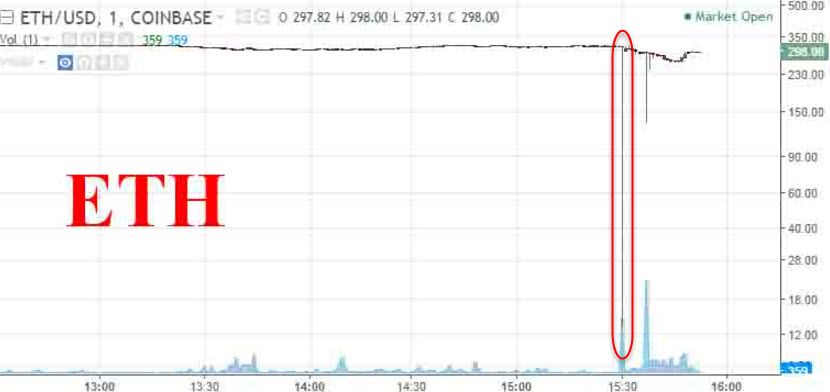 ETH/USD, 1, COINBASE O 297.82 H 298.00 L 297.31 C 298.00
Market Open
Vol (1) 359 359
ETH
500.00
350.00
298.00
230.00
150.00
90.00
60.00
40.00
28.00
18.00
12.00
359
13:00 13:30 14:00 14:30 15:00 15:30 16:00